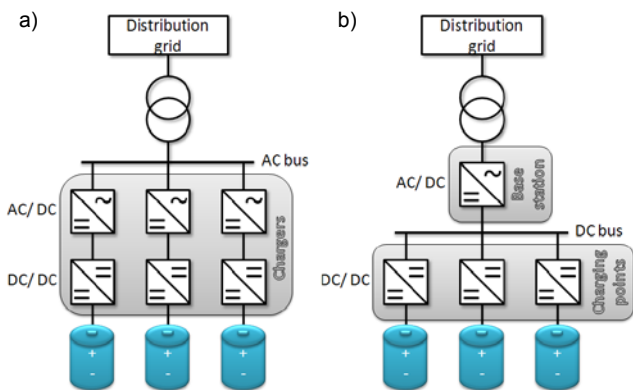 a)
Distribution
grid
AC bus
AC/ DC
DC/ DC
Chargers
+
-
+
-
+
-
b)
Distribution
grid
AC/ DC
Base
station
DC bus
DC/ DC
Charging
points
+
-
+
-
+
-